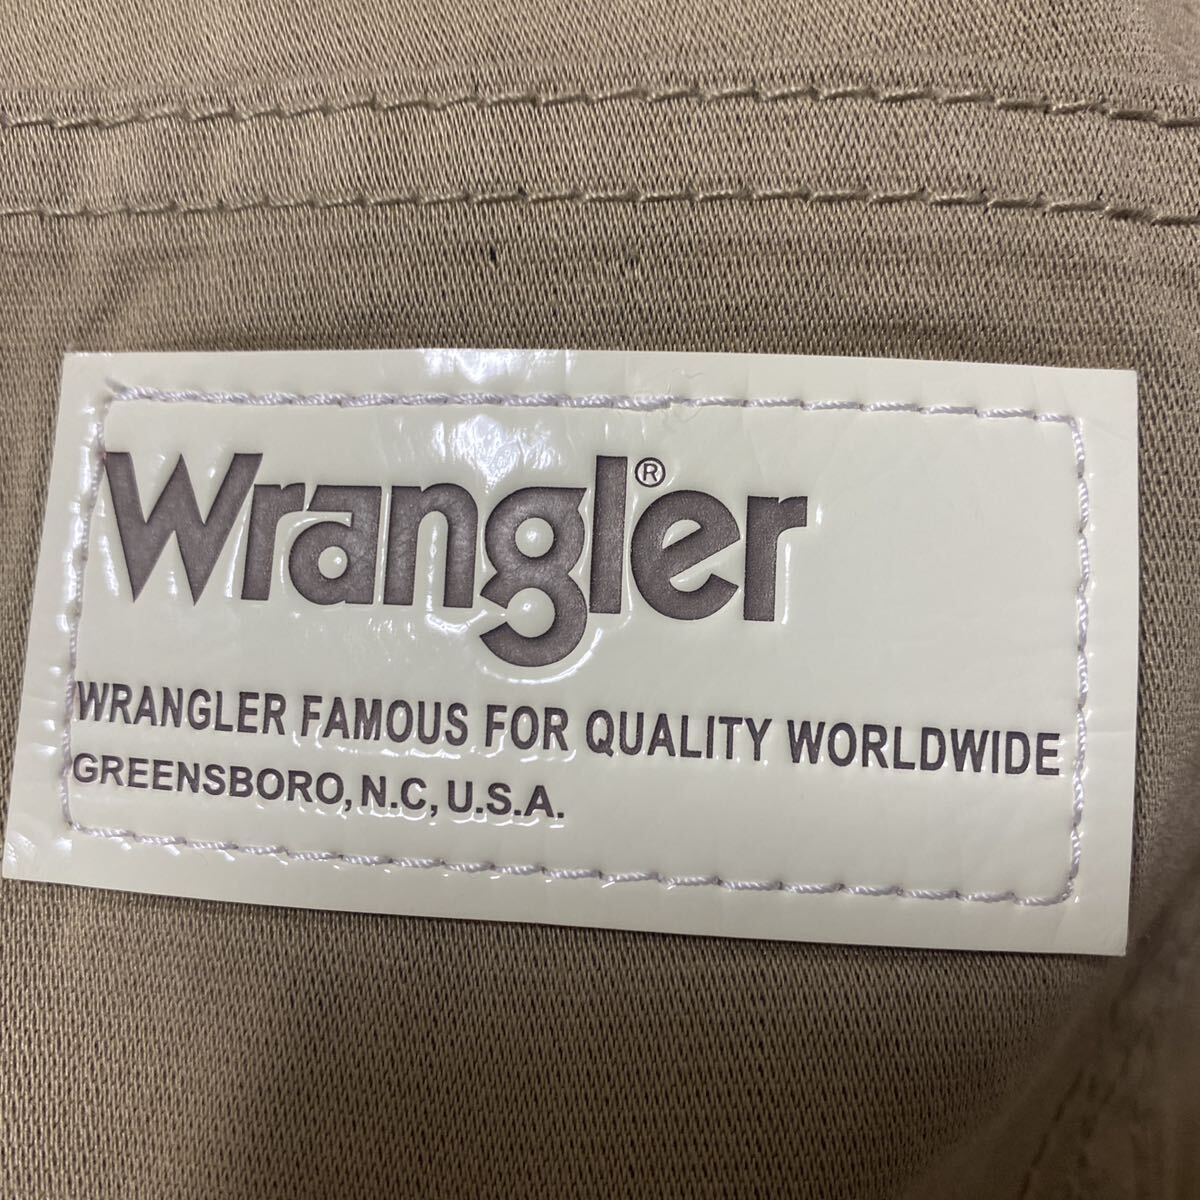 Wrangler®
WRANGLER FAMOUS FOR QUALITY WORLDWIDE
GREENSBORO, N.C, U.S.A.